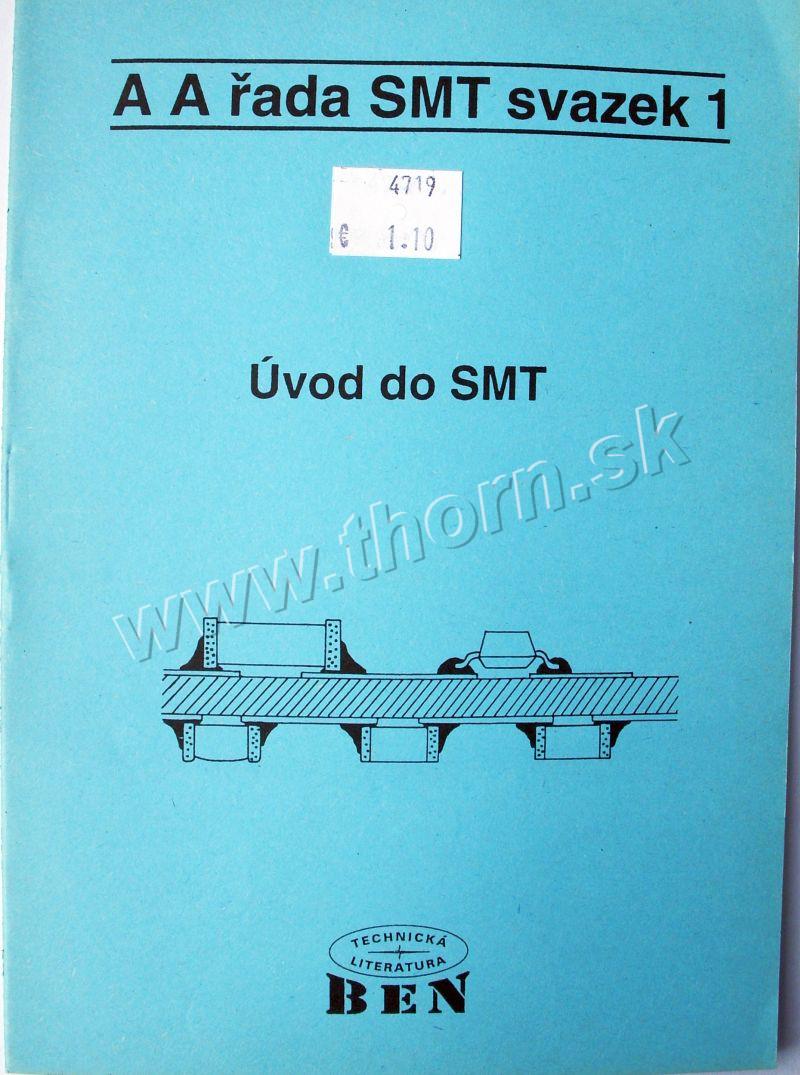 A A řada SMT svazek 1
4719
€ 1.10
Úvod do SMT
www.thorn.sk
TECHNICKÁ
LITERATURA
BEN